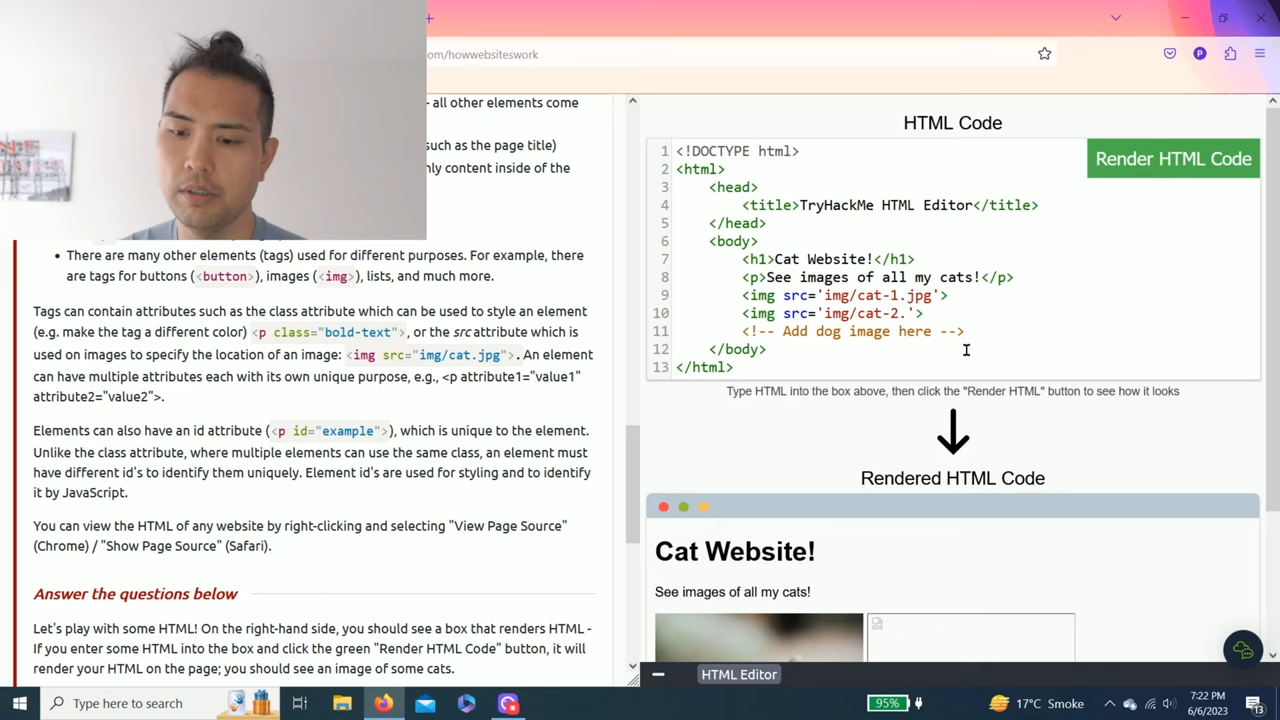 com/howwebsiteswork
- all other elements come
such as the page title)
nly content inside of the
• There are many other elements (tags) used for different purposes. For example, there
are tags for buttons (<button>), images (<img>), lists, and much more.
Tags can contain attributes such as the class attribute which can be used to style an element
(e.g. make the tag a different color) <p class="bold-text">, or the src attribute which is
used on images to specify the location of an image: <img src="img/cat.jpg">. An element
can have multiple attributes each with its own unique purpose, e.g., <p attribute1="value1"
attribute2="value2">.
Elements can also have an id attribute (<p id="example">), which is unique to the element.
Unlike the class attribute, where multiple elements can use the same class, an element must
have different id's to identify them uniquely. Element id's are used for styling and to identify
it by JavaScript.
You can view the HTML of any website by right-clicking and selecting "View Page Source"
(Chrome) / "Show Page Source" (Safari).
Answer the questions below
Let's play with some HTML! On the right-hand side, you should see a box that renders HTML -
If you enter some HTML into the box and click the green "Render HTML Code" button, it will
render your HTML on the page; you should see an image of some cats.
HTML Code
Render HTML Code
1 <!DOCTYPE html>
2 <html>
3 <head>
4 <title>TryHackMe HTML Editor</title>
5 </head>
6 <body>
7 <h1>Cat Website!</h1>
8 <p>See images of all my cats!</p>
9 <img src='img/cat-1.jpg'>
10 <img src='img/cat-2.'>
11 <!-- Add dog image here -->
12 </body>
13 </html>
Type HTML into the box above, then click the "Render HTML" button to see how it looks
Rendered HTML Code
Cat Website!
See images of all my cats!
HTML Editor
P
Type here to search
95%
17°C Smoke
7:22 PM
6/6/2023
13